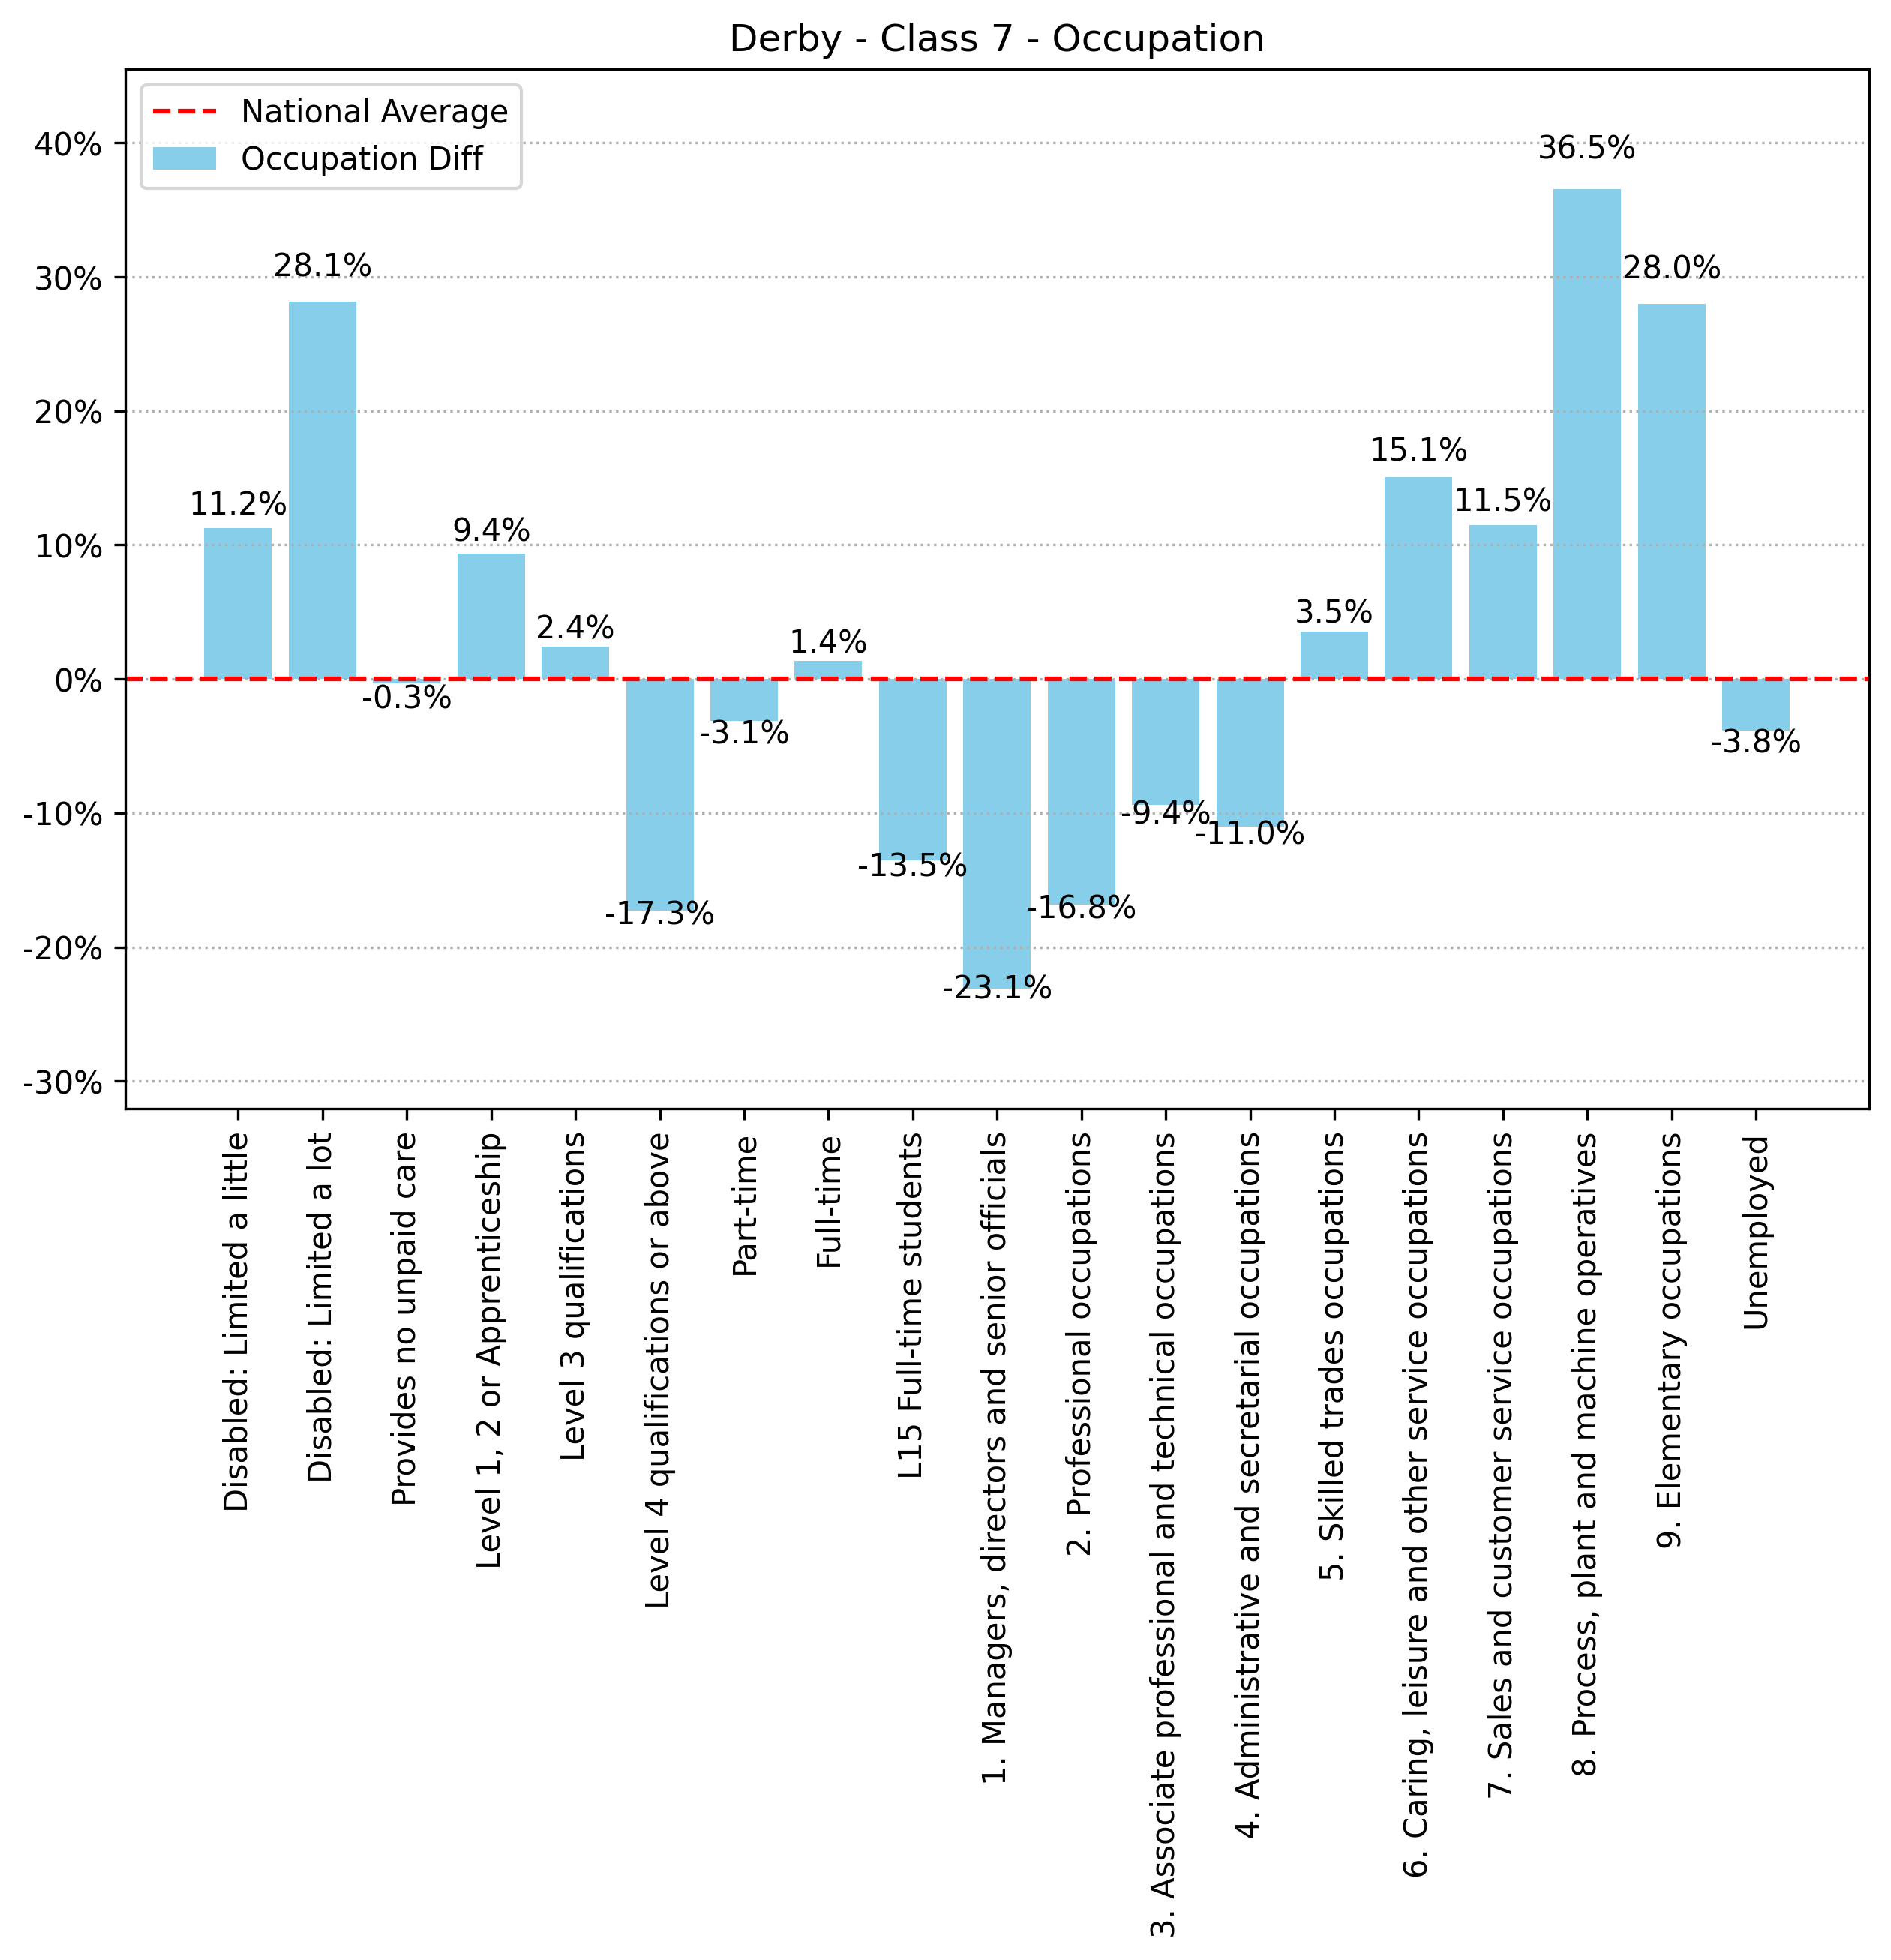 Derby - Class 7 - Occupation
National Average
Occupation Diff
40%
30%
20%
10%
0%
-10%
-20%
-30%
11.2%
28.1%
-0.3%
9.4%
2.4%
-17.3%
-3.1%
1.4%
-13.5%
-23.1%
-16.8%
-9.4%
-11.0%
3.5%
15.1%
11.5%
36.5%
28.0%
-3.8%
Disabled: Limited a little
Disabled: Limited a lot
Provides no unpaid care
Level 1, 2 or Apprenticeship
Level 3 qualifications
Level 4 qualifications or above
Part-time
Full-time
L15 Full-time students
1. Managers, directors and senior officials
2. Professional occupations
3. Associate professional and technical occupations
4. Administrative and secretarial occupations
5. Skilled trades occupations
6. Caring, leisure and other service occupations
7. Sales and customer service occupations
8. Process, plant and machine operatives
9. Elementary occupations
Unemployed